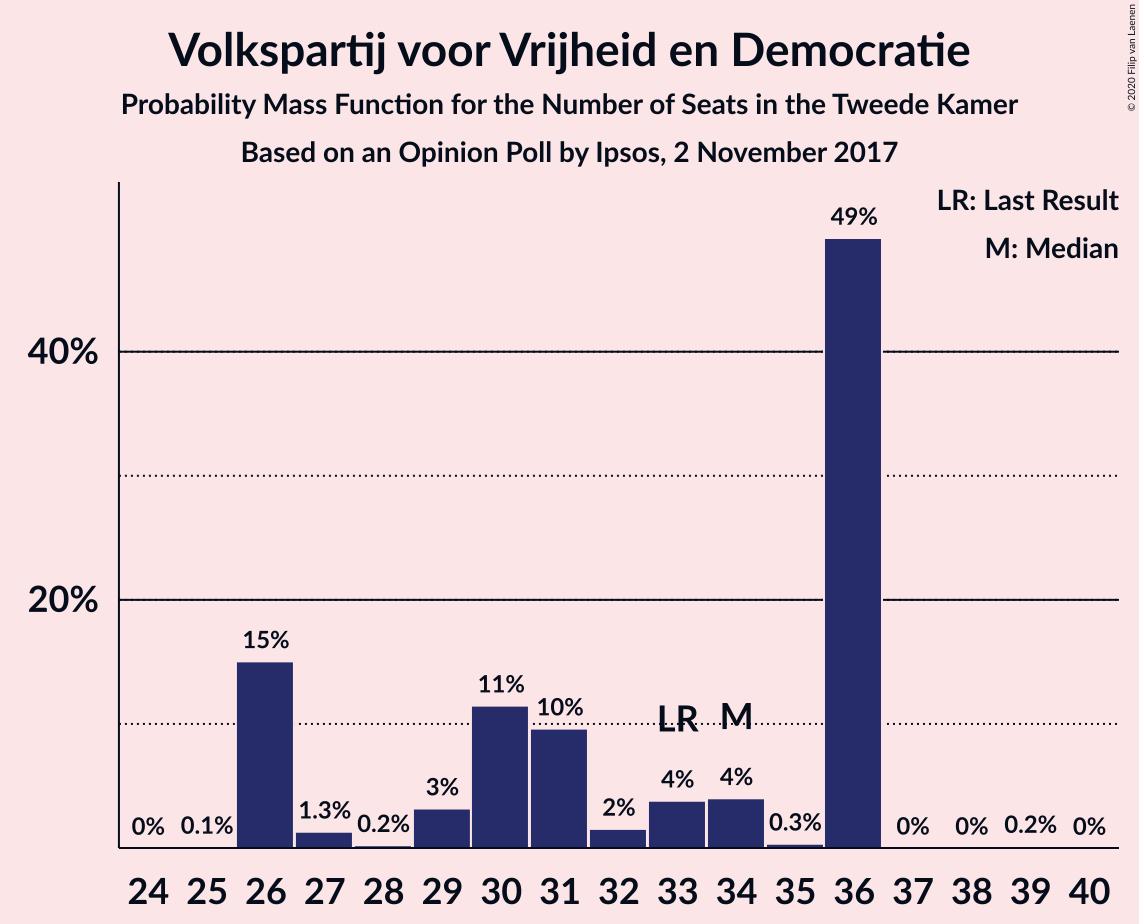 Volkspartij voor Vrijheid en Democratie
Probability Mass Function for the Number of Seats in the Tweede Kamer
Based on an Opinion Poll by Ipsos, 2 November 2017
© 2020 Filip van Laenen
LR: Last Result
M: Median
49%
40%
20%
15%
11%
10%
LR
M
4%
4%
3%
2%
1.3%
0%
0.1%
0.2%
0.3%
0%
0%
0.2%
0%
24 25 26 27 28 29 30 31 32 33 34 35 36 37 38 39 40